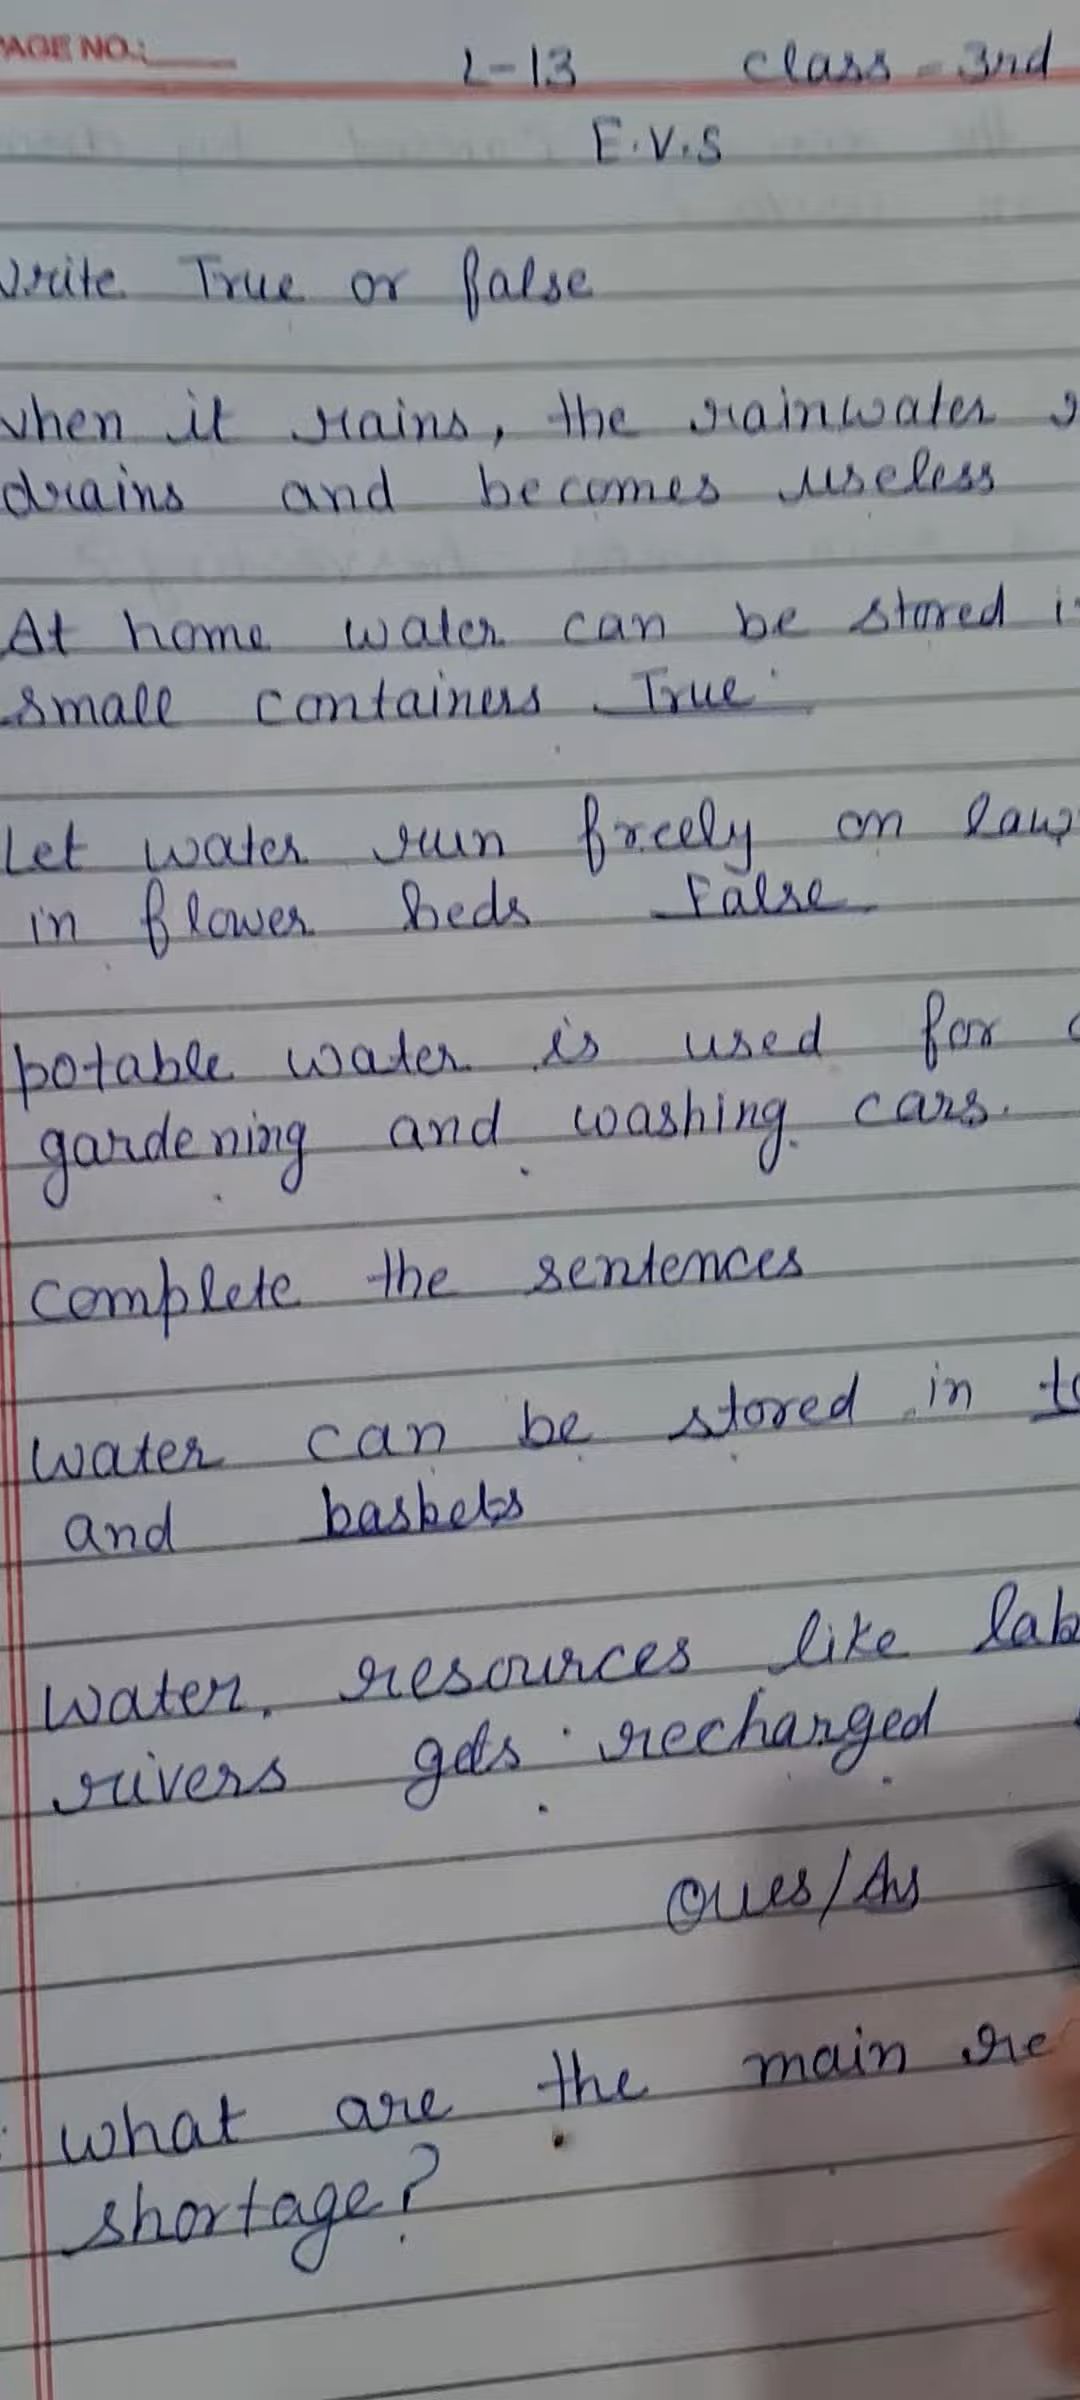 PAGE NO.:
L-13 class - 3rd
E.V.S
Write True or false
when it rains, the rainwater
drains and becomes useless
At home water can be stored
small containers True
Let water run freely on
in flower beds False
potable water is used for
gardening and washing cars.
complete the sentences
water can be stored in
and baskets
water resources like
rivers gets rechanged
Ques/Ans
what are the main
shortage?